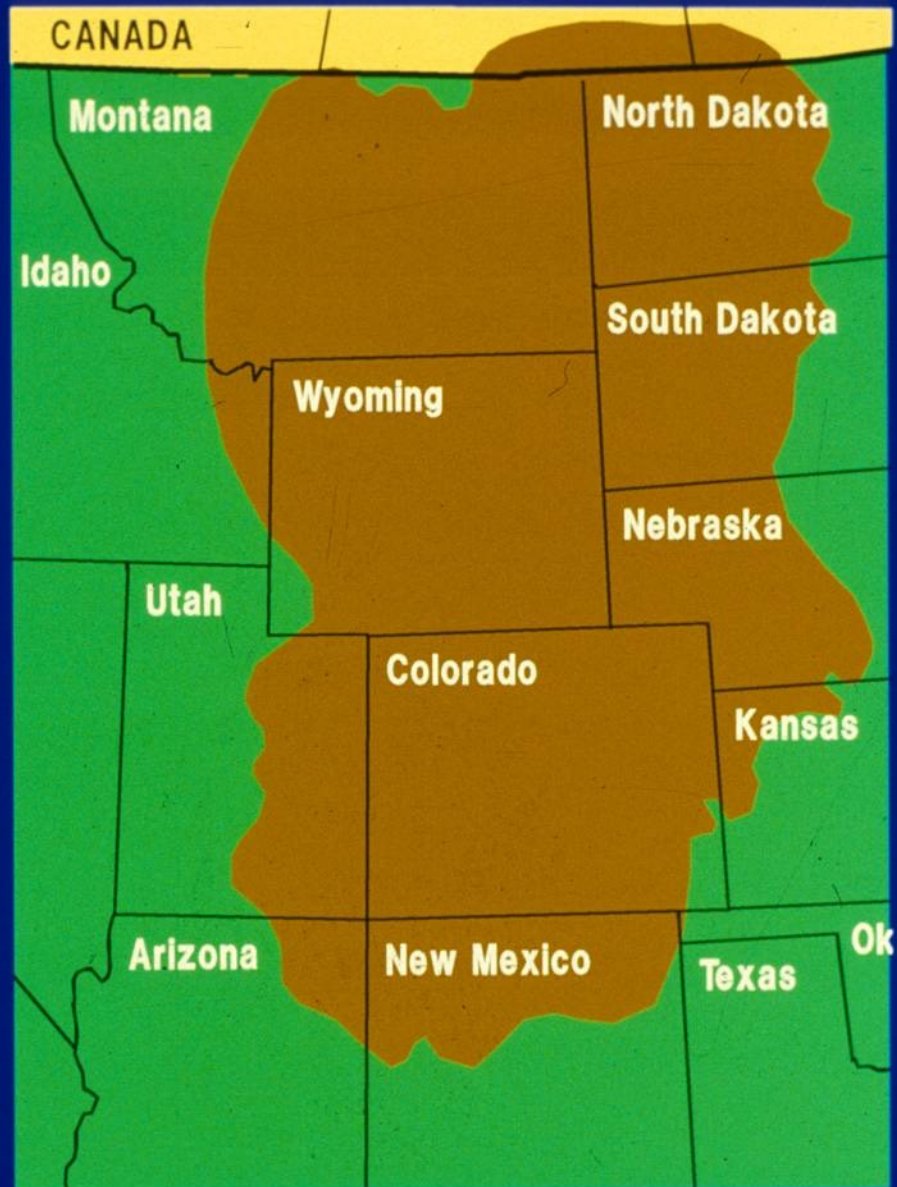 CANADA
Montana
North Dakota
Idaho
South Dakota
Wyoming
Nebraska
Utah
Colorado
Kansas
Arizona
New Mexico
Texas
Ok